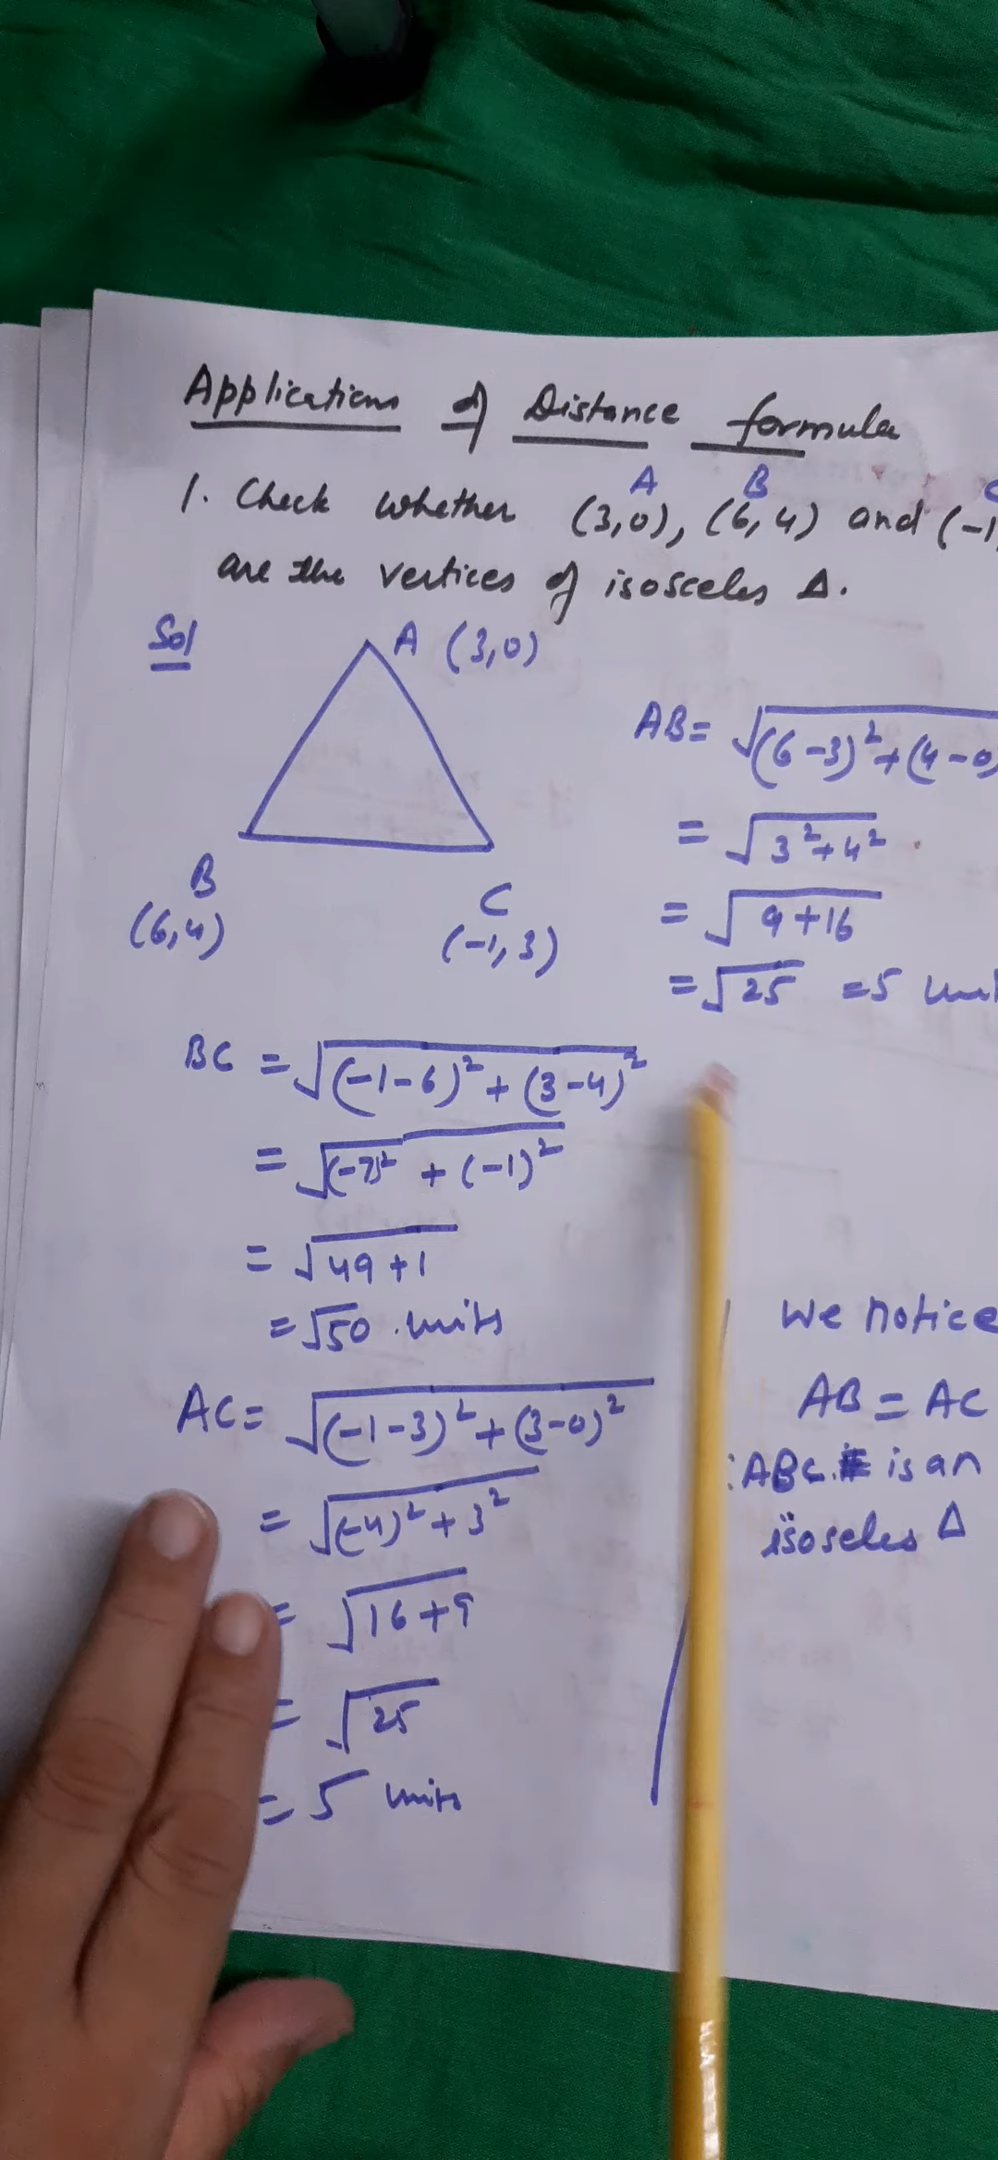 Applications of Distance formula
A B C
1. Check whether (3,0), (6,4) and (-1,
are the vertices of isosceles Δ.
Sol
A (3,0)
B
(6,4)
C
(-1,3)
AB= √(6-3)²+(4-0)
= √3²+4²
= √9+16
= √25 =5 units
BC = √(-1-6)²+(3-4)²
= √(-7)² + (-1)²
= √49+1
= √50 units
AC= √(-1-3)²+(3-0)²
= √(-4)²+3²
= √16+9
= √25
= 5 units
We notice
AB = AC
∴ABC is an
isoseles Δ